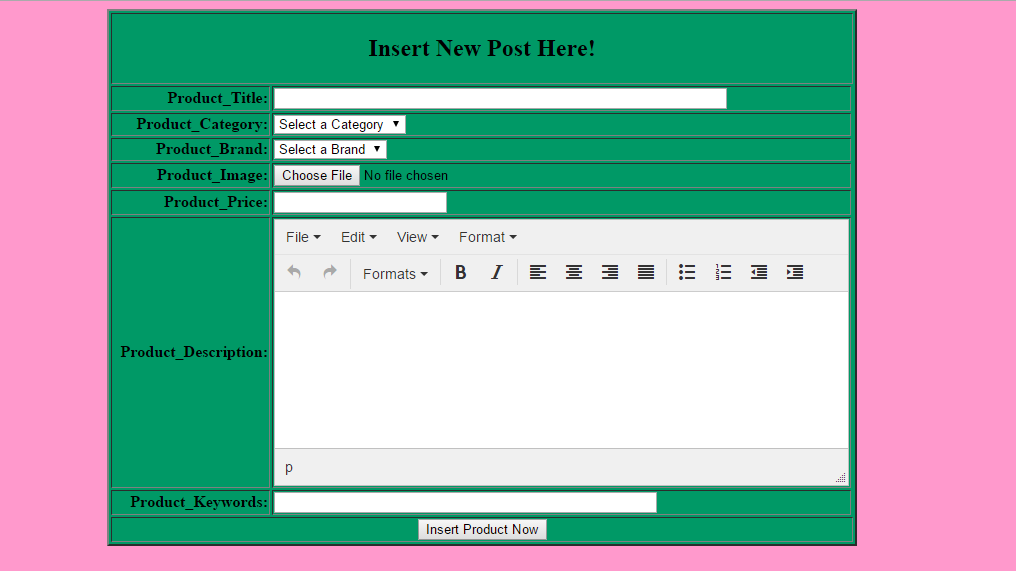 Insert New Post Here!
Product_Title:
Product_Category: Select a Category
Product_Brand: Select a Brand
Product_Image: Choose File No file chosen
Product_Price:
File Edit View Format
Formats B I
Product_Description:
p
Product_Keywords:
Insert Product Now